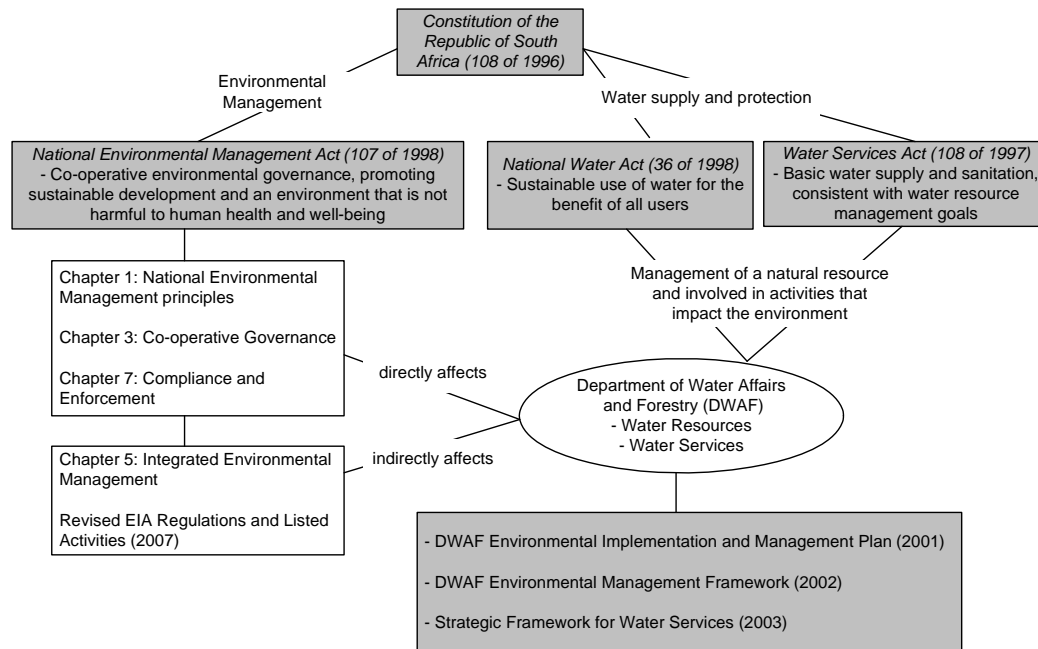 Constitution of the
Republic of South
Africa (108 of 1996)
Environmental
Management
Water supply and protection
National Environmental Management Act (107 of 1998)
- Co-operative environmental governance, promoting
sustainable development and an environment that is not
harmful to human health and well-being
National Water Act (36 of 1998)
- Sustainable use of water for the
benefit of all users
Water Services Act (108 of 1997)
- Basic water supply and sanitation,
consistent with water resource
management goals
Chapter 1: National Environmental
Management principles
Chapter 3: Co-operative Governance
Chapter 7: Compliance and
Enforcement
Management of a natural resource
and involved in activities that
impact the environment
directly affects
Department of Water Affairs
and Forestry (DWAF)
- Water Resources
- Water Services
Chapter 5: Integrated Environmental
Management
Revised EIA Regulations and Listed
Activities (2007)
indirectly affects
- DWAF Environmental Implementation and Management Plan (2001)
- DWAF Environmental Management Framework (2002)
- Strategic Framework for Water Services (2003)